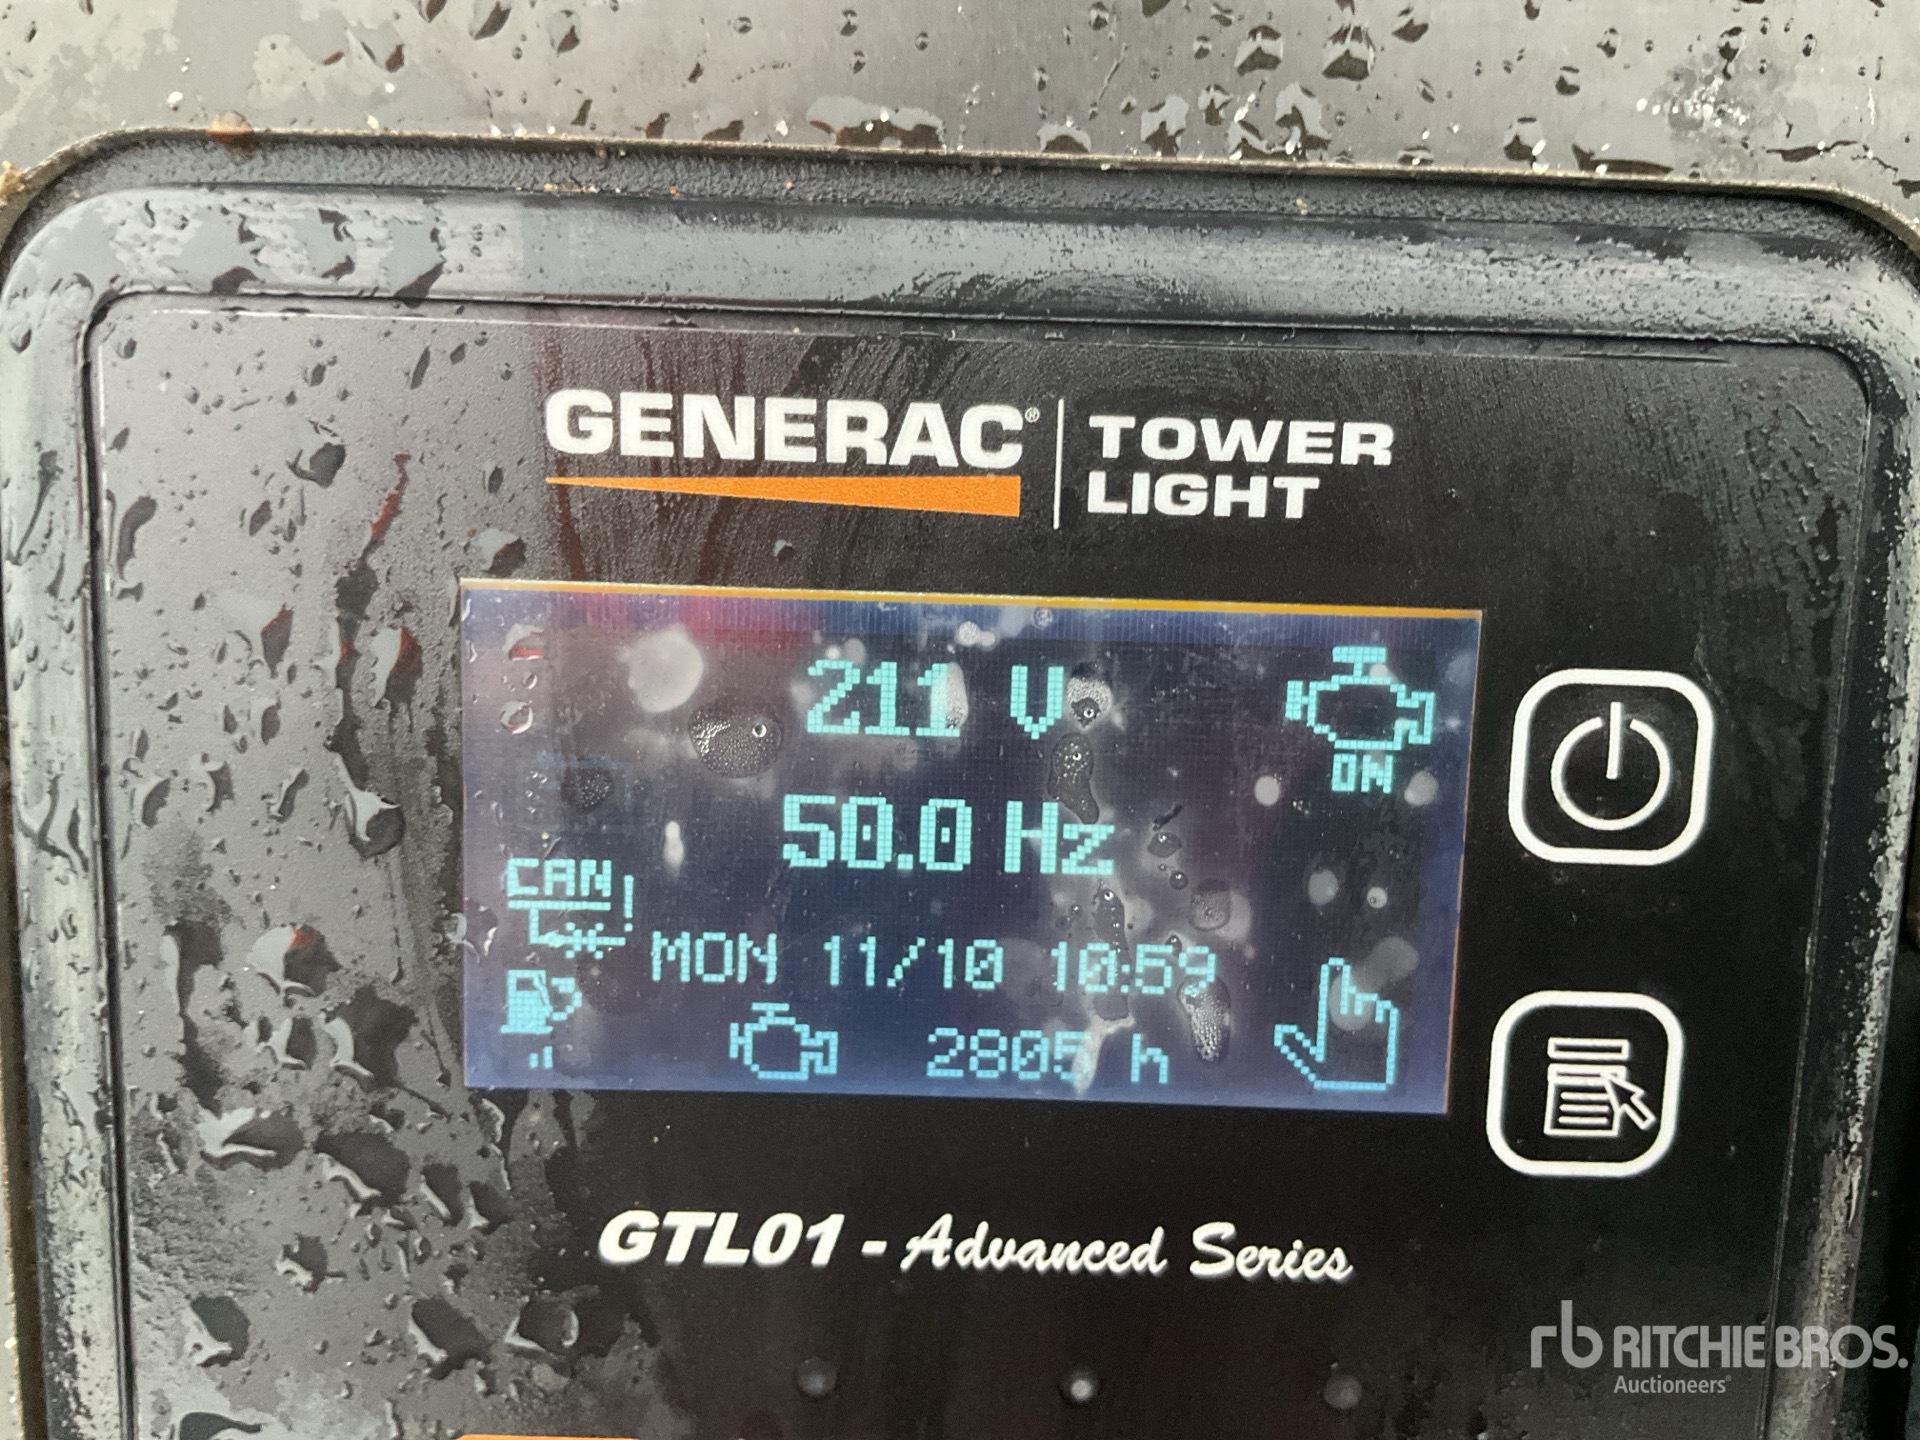 GENERAC®
TOWER
LIGHT
211 V
ON
50.0 Hz
CAN !
MON 11/10 10:59
2805 h
GTL01 - Advanced Series
rb RITCHIE BROS.
Auctioneers®